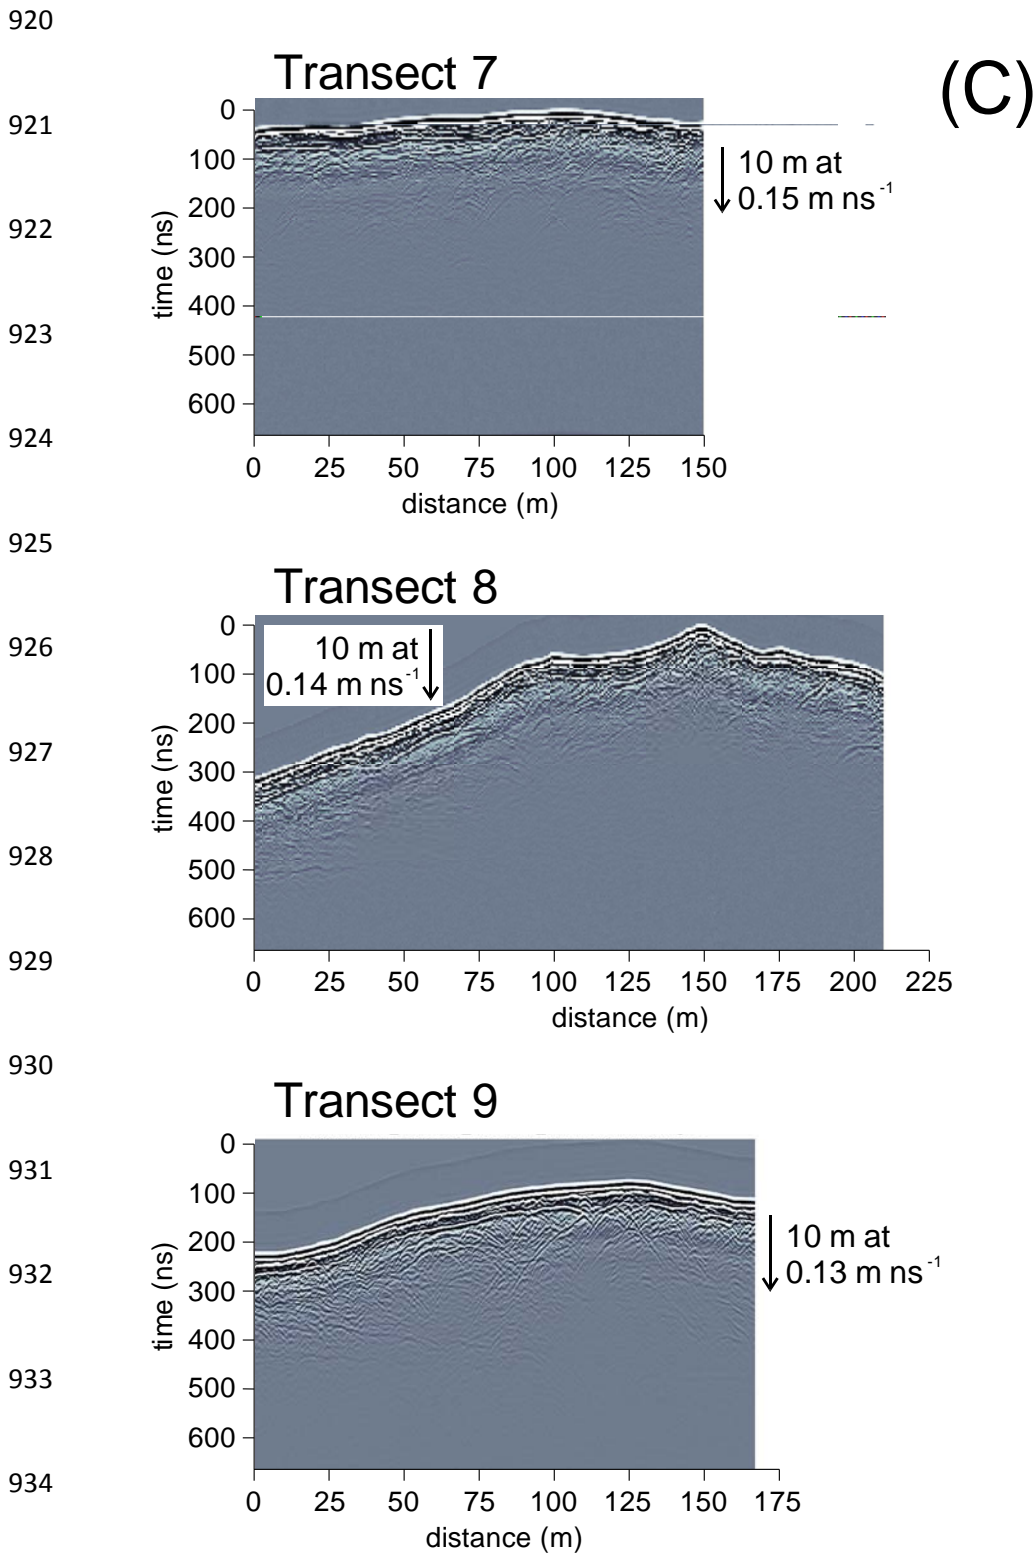 920
Transect 7
(C)
0
921
100
10 m at
0.15 m ns-1
200
922
time (ns)
300
400
923
500
600
924
0 25 50 75 100 125 150
distance (m)
925
Transect 8
0
926
10 m at
0.14 m ns-1
100
200
927
time (ns)
300
400
928
500
600
929
0 25 50 75 100 125 150 175 200 225
distance (m)
930
Transect 9
0
931
100
200
10 m at
0.13 m ns-1
932
time (ns)
300
400
933
500
600
934
0 25 50 75 100 125 150 175
distance (m)